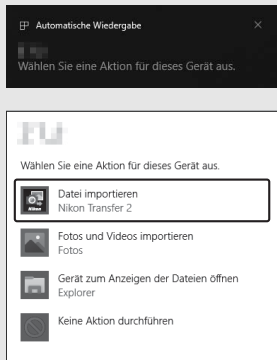 Automatische Wiedergabe
Wählen Sie eine Aktion für dieses Gerät aus.
Wählen Sie eine Aktion für dieses Gerät aus.
Datei importieren
Nikon Transfer 2
Fotos und Videos importieren
Fotos
Gerät zum Anzeigen der Dateien öffnen
Explorer
Keine Aktion durchführen